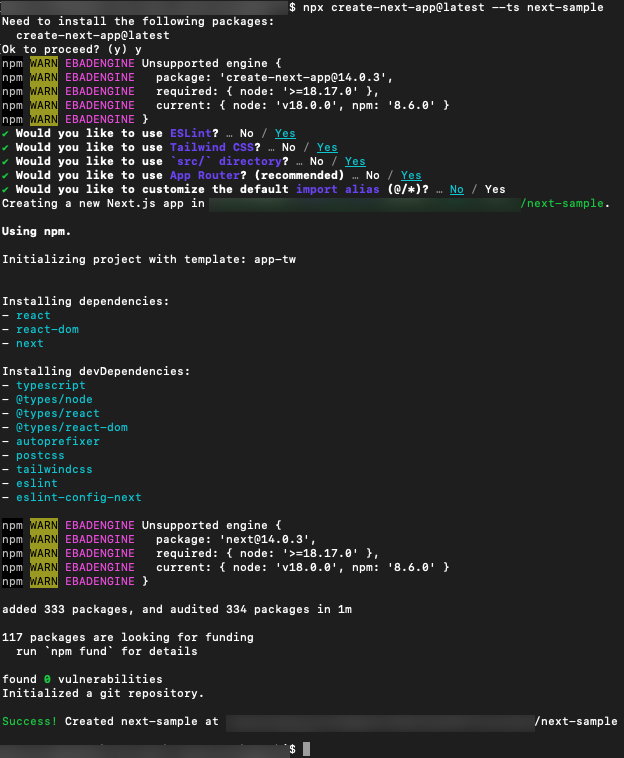 $ npx create-next-app@latest --ts next-sample
Need to install the following packages:
  create-next-app@latest
Ok to proceed? (y) y
npm WARN EBADENGINE Unsupported engine {
npm WARN EBADENGINE   package: 'create-next-app@14.0.3',
npm WARN EBADENGINE   required: { node: '>=18.17.0' },
npm WARN EBADENGINE   current: { node: 'v18.0.0', npm: '8.6.0' }
npm WARN EBADENGINE }
✔ Would you like to use ESLint? … No / Yes
✔ Would you like to use Tailwind CSS? … No / Yes
✔ Would you like to use `src/` directory? … No / Yes
✔ Would you like to use App Router? (recommended) … No / Yes
✔ Would you like to customize the default import alias (@/*)? … No / Yes
Creating a new Next.js app in /next-sample.
Using npm.
Initializing project with template: app-tw
Installing dependencies:
- react
- react-dom
- next
Installing devDependencies:
- typescript
- @types/node
- @types/react
- @types/react-dom
- autoprefixer
- postcss
- tailwindcss
- eslint
- eslint-config-next
npm WARN EBADENGINE Unsupported engine {
npm WARN EBADENGINE   package: 'next@14.0.3',
npm WARN EBADENGINE   required: { node: '>=18.17.0' },
npm WARN EBADENGINE   current: { node: 'v18.0.0', npm: '8.6.0' }
npm WARN EBADENGINE }
added 333 packages, and audited 334 packages in 1m
117 packages are looking for funding
  run `npm fund` for details
found 0 vulnerabilities
Initialized a git repository.
Success! Created next-sample at /next-sample
$